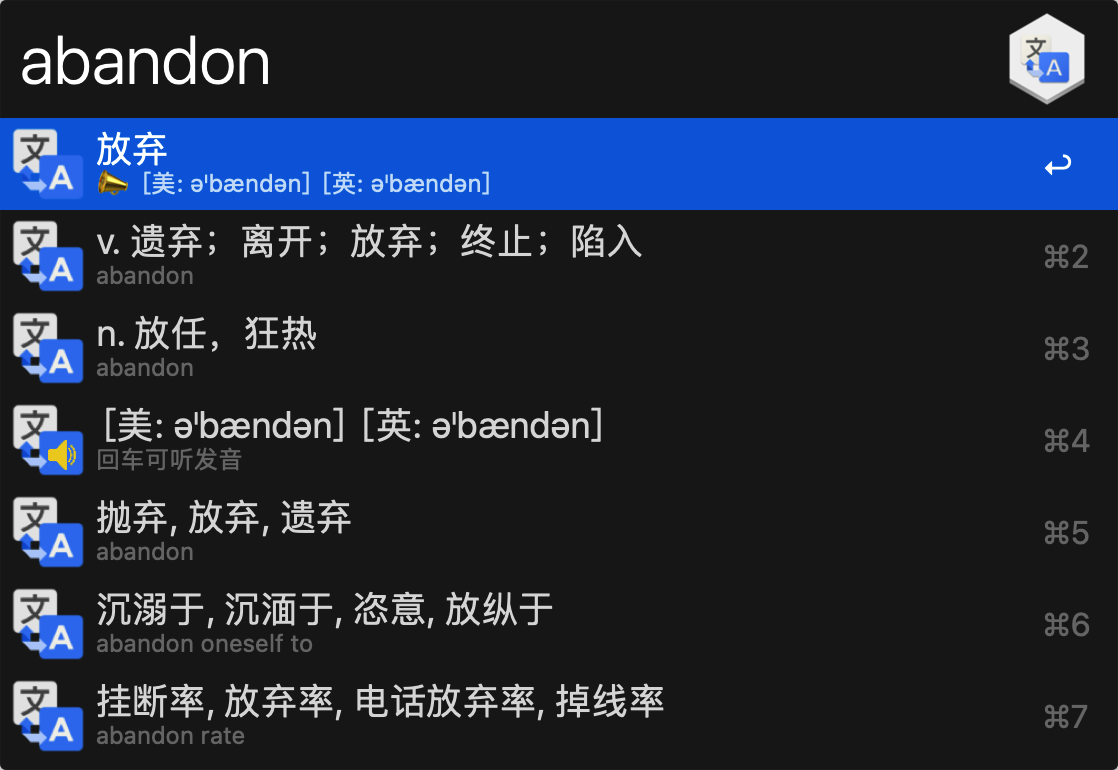 abandon
放弃
[美: ə'bændən] [英: ə'bændən]
v. 遗弃；离开；放弃；终止；陷入
abandon
⌘2
n. 放任，狂热
abandon
⌘3
[美: ə'bændən] [英: ə'bændən]
回车可听发音
⌘4
抛弃, 放弃, 遗弃
abandon
⌘5
沉溺于, 沉湎于, 恣意, 放纵于
abandon oneself to
⌘6
挂断率, 放弃率, 电话放弃率, 掉线率
abandon rate
⌘7